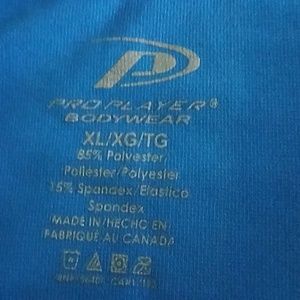 PRO PLAYER®
BODYWEAR
XL/XG/TG
85% Polyester/
Poliester/Polyester
15% Spandex/Elastico
Spandex
MADE IN/HECHO EN/
FABRIQUÉ AU CANADA